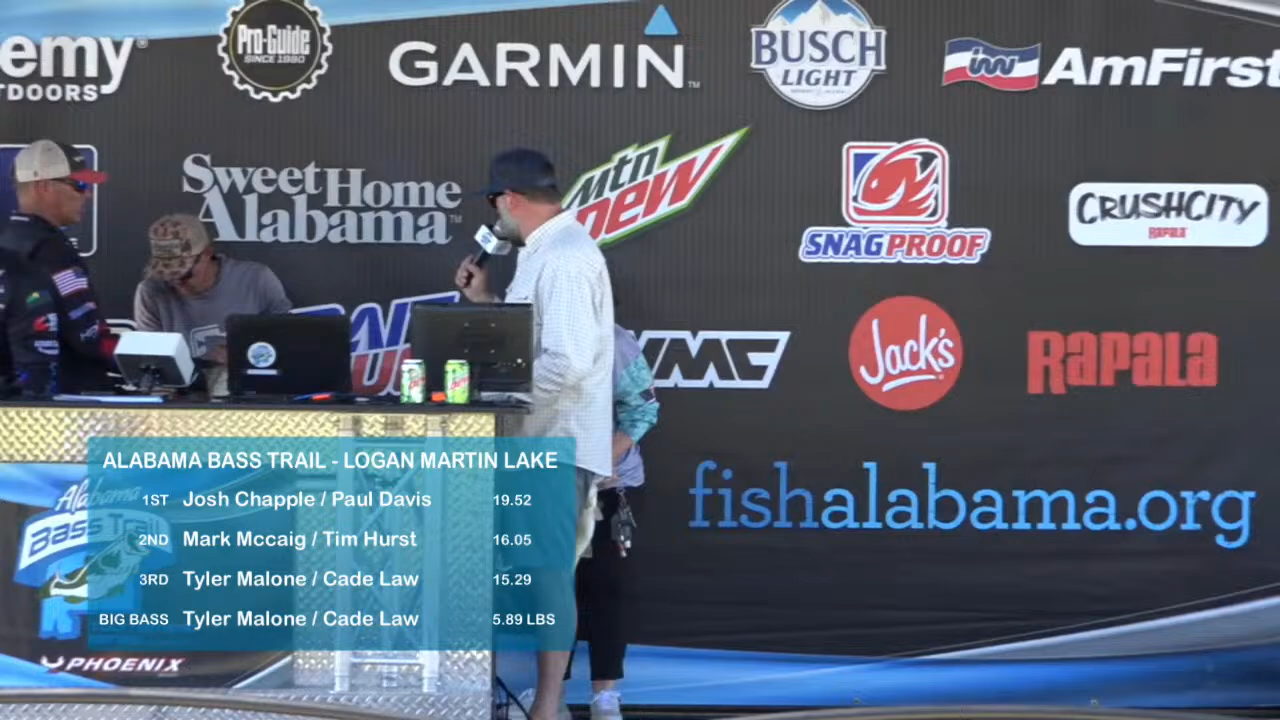 emy
TDOORS
Pro-Guide
SINCE 1980
GARMIN
BUSCH
LIGHT
AmFirst
Sweet Home
Alabama
mtn
DEW
SNAGPROOF
CRUSHCITY
RAPALA
VMC
Jack's
RAPALA
fishalabama.org
ALABAMA BASS TRAIL - LOGAN MARTIN LAKE
1ST Josh Chapple / Paul Davis 19.52
2ND Mark Mccaig / Tim Hurst 16.05
3RD Tyler Malone / Cade Law 15.29
BIG BASS Tyler Malone / Cade Law 5.89 LBS
Alabama
Bass Trail
PHOENIX